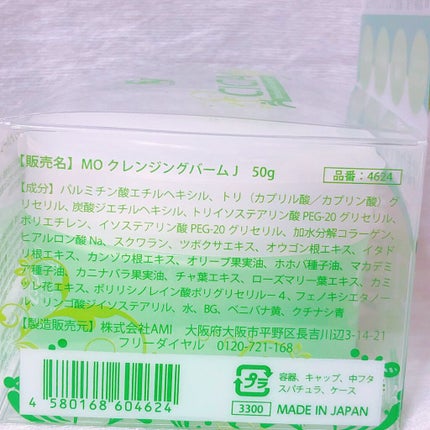 CICA
【販売名】 MO クレンジングバーム J 50g
品番：4624
【成分】パルミチン酸エチルヘキシル、トリ（カプリル酸／カプリン酸）グ
リセリル、炭酸ジエチルヘキシル、トリイソステアリン酸 PEG-20 グリセリル、
ポリエチレン、イソステアリン酸 PEG-20 グリセリル、加水分解コラーゲン、
ヒアルロン酸 Na、スクワラン、ツボクサエキス、オウゴン根エキス、イタド
リ根エキス、カンゾウ根エキス、オリーブ果実油、ホホバ種子油、マカデミ
ア種子油、カニナバラ果実油、チャ葉エキス、ローズマリー葉エキス、カミ
ツレ花エキス、ポリリシノレイン酸ポリグリセリル－4、フェノキシエタノー
ル、リンゴ酸ジイソステアリル、水、BG、ベニバナ黄、クチナシ青
【製造販売元】 株式会社AMI 大阪府大阪市平野区長吉川辺3-14-21
フリーダイヤル 0120-721-168
4 580168 604624
プラ
容器、キャップ、中フタ
スパチュラ、ケース
3300 MADE IN JAPAN